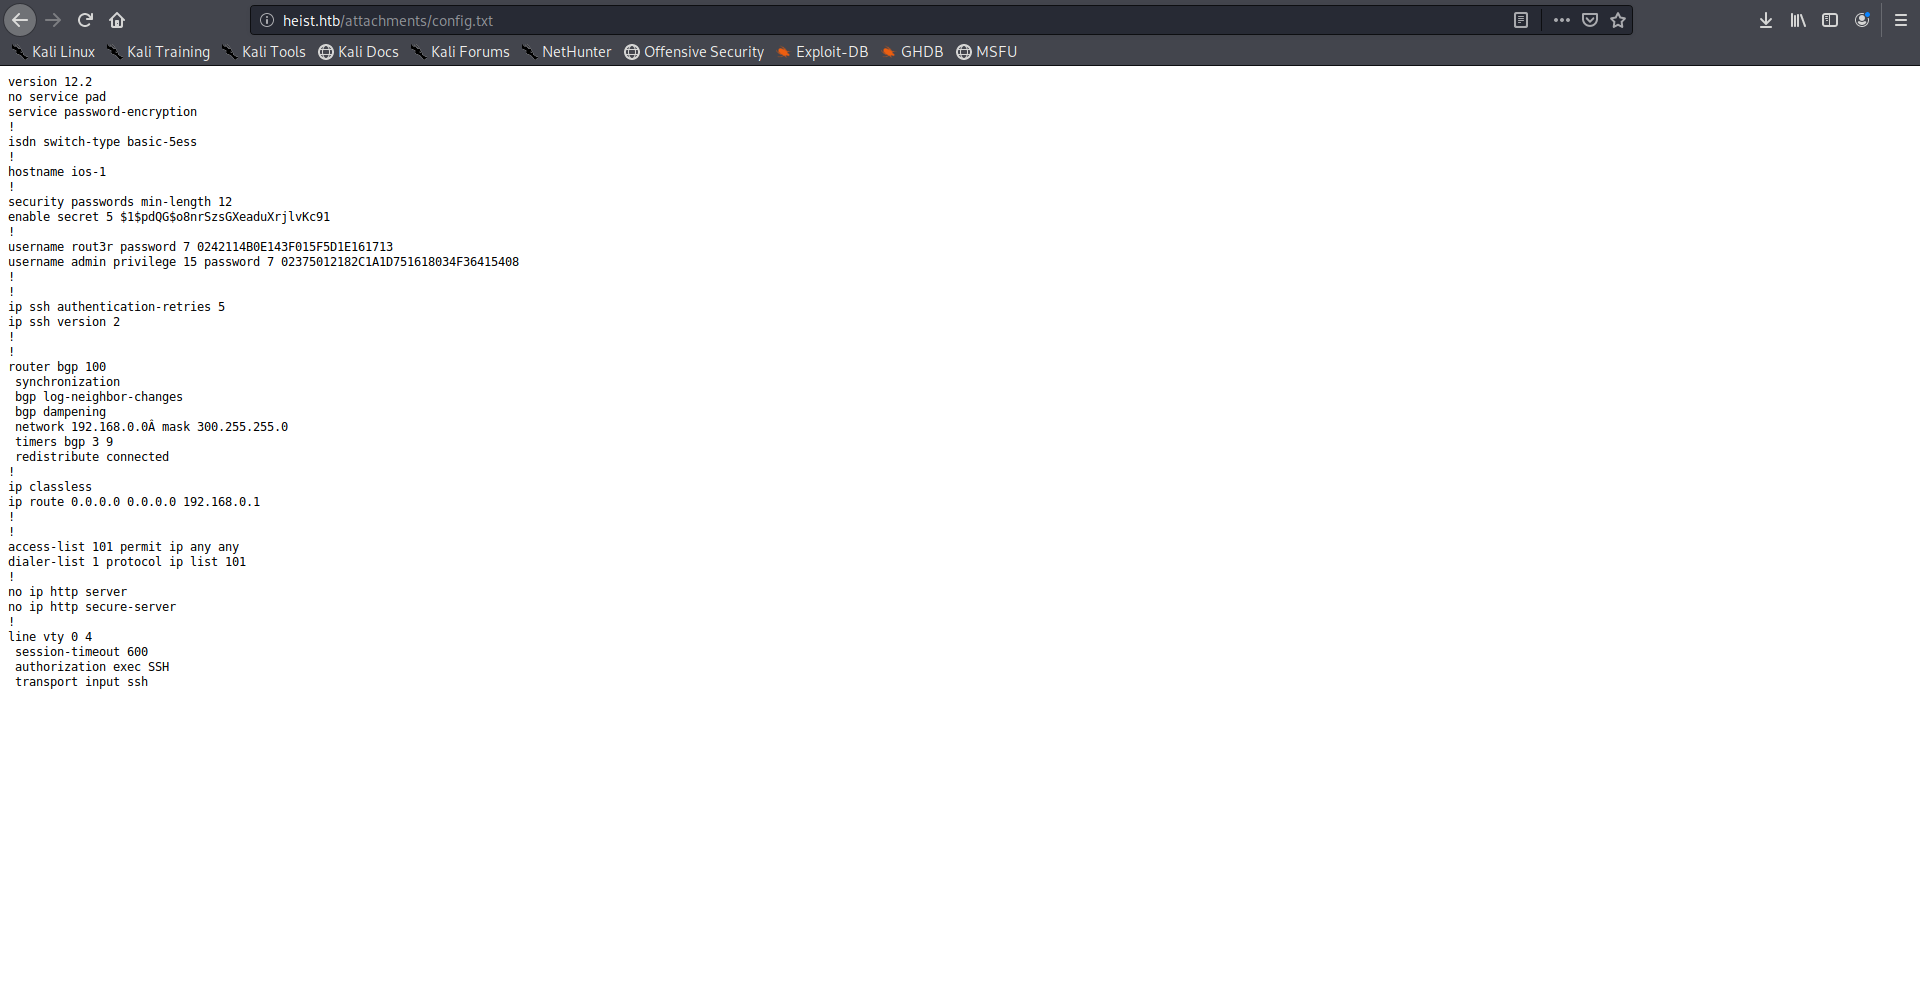 heist.htb/attachments/config.txt
Kali Linux Kali Training Kali Tools Kali Docs Kali Forums NetHunter Offensive Security Exploit-DB GHDB MSFU
version 12.2
no service pad
service password-encryption
!
isdn switch-type basic-5ess
!
hostname ios-1
!
security passwords min-length 12
enable secret 5 $1$pdQG$o8nrSzsGXeaduXrjlvKc91
!
username rout3r password 7 0242114B0E143F015F5D1E161713
username admin privilege 15 password 7 02375012182C1A1D751618034F36415408
!
!
ip ssh authentication-retries 5
ip ssh version 2
!
!
router bgp 100
 synchronization
 bgp log-neighbor-changes
 bgp dampening
 network 192.168.0.0Â mask 300.255.255.0
 timers bgp 3 9
 redistribute connected
!
ip classless
ip route 0.0.0.0 0.0.0.0 192.168.0.1
!
!
access-list 101 permit ip any any
dialer-list 1 protocol ip list 101
!
no ip http server
no ip http secure-server
!
line vty 0 4
 session-timeout 600
 authorization exec SSH
 transport input ssh